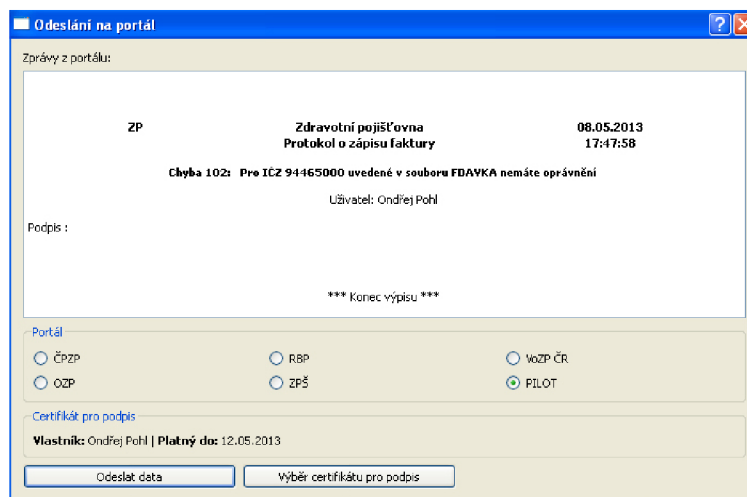 Odeslání na portál
Zprávy z portálu:
ZP Zdravotní pojišťovna 08.05.2013
Protokol o zápisu faktury 17:47:58
Chyba 102: Pro IČZ 94465000 uvedené v souboru FDAVKA nemáte oprávnění
Uživatel: Ondřej Pohl
Podpis :
*** Konec výpisu ***
Portál
ČPZP RBP VoZP ČR
OZP ZPŠ PILOT
Certifikát pro podpis
Vlastník: Ondřej Pohl | Platný do: 12.05.2013
Odeslat data Výběr certifikátu pro podpis